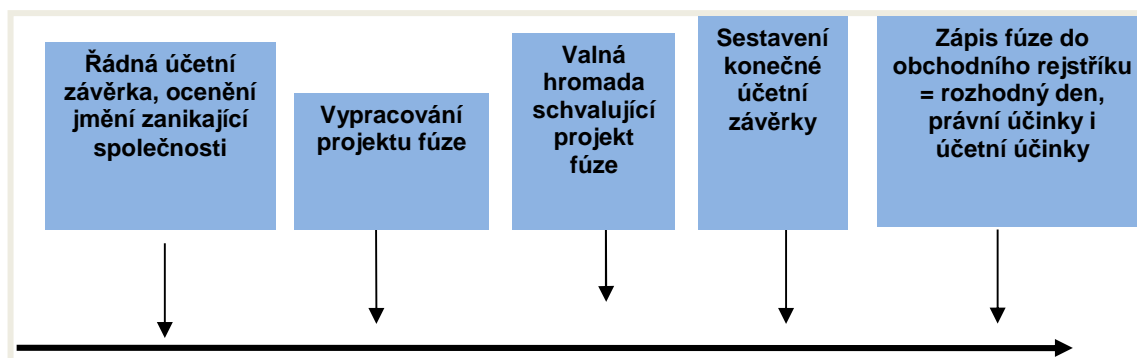 Řádná účetní
závěrka, ocenění
jmění zanikající
společnosti
Vypracování
projektu fúze
Valná
hromada
schvalující
projekt
fúze
Sestavení
konečné
účetní
závěrky
Zápis fúze do
obchodního rejstříku
= rozhodný den,
právní účinky i
účetní účinky